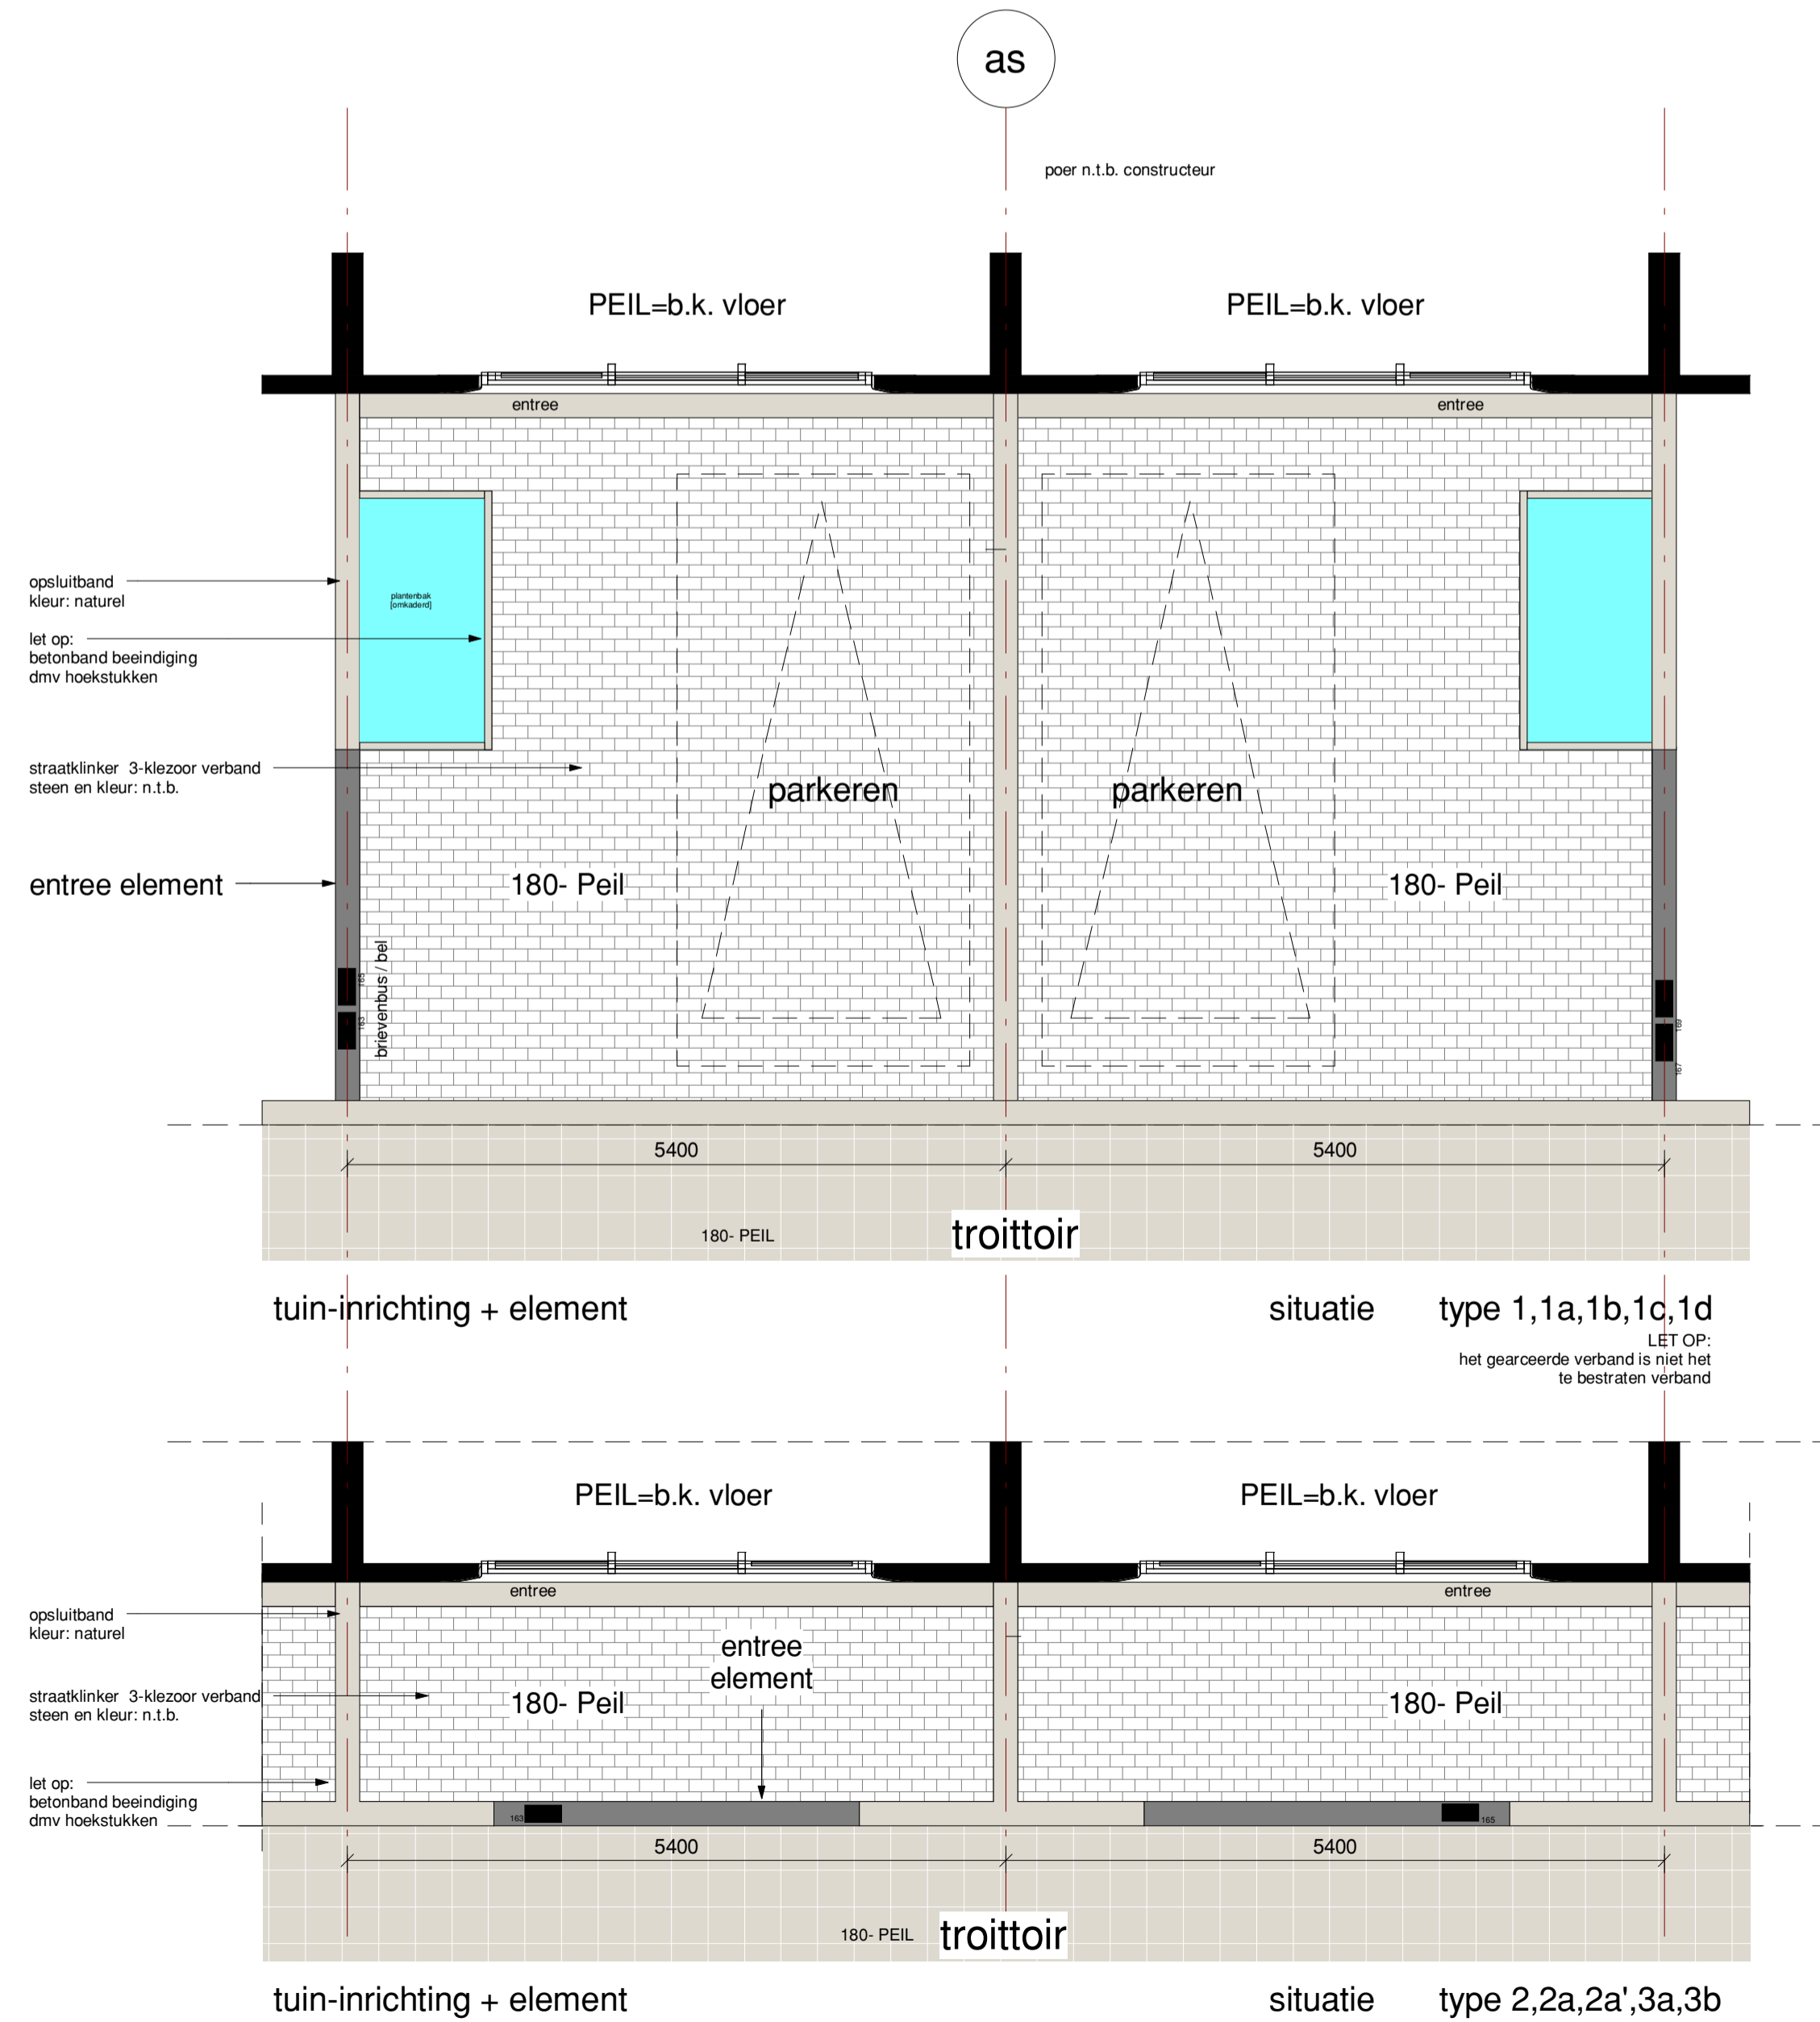 as
poer n.t.b. constructeur
PEIL=b.k. vloer
PEIL=b.k. vloer
entree
entree
opsluitband
kleur: naturel
plantenbak
[omkaderd]
let op:
betonband beeindiging
dmv hoekstukken
straatklinker 3-klezoor verband
steen en kleur: n.t.b.
parkeren
parkeren
entree element
180- Peil
180- Peil
brievenbus / bel
165
163
169
167
5400
5400
180- PEIL
troittoir
tuin-inrichting + element
situatie
type 1,1a,1b,1c,1d
LET OP:
het gearceerde verband is niet het
te bestraten verband
PEIL=b.k. vloer
PEIL=b.k. vloer
entree
entree
opsluitband
kleur: naturel
entree
element
straatklinker 3-klezoor verband
steen en kleur: n.t.b.
180- Peil
180- Peil
let op:
betonband beeindiging
dmv hoekstukken
163
165
5400
5400
180- PEIL
troittoir
tuin-inrichting + element
situatie
type 2,2a,2a',3a,3b